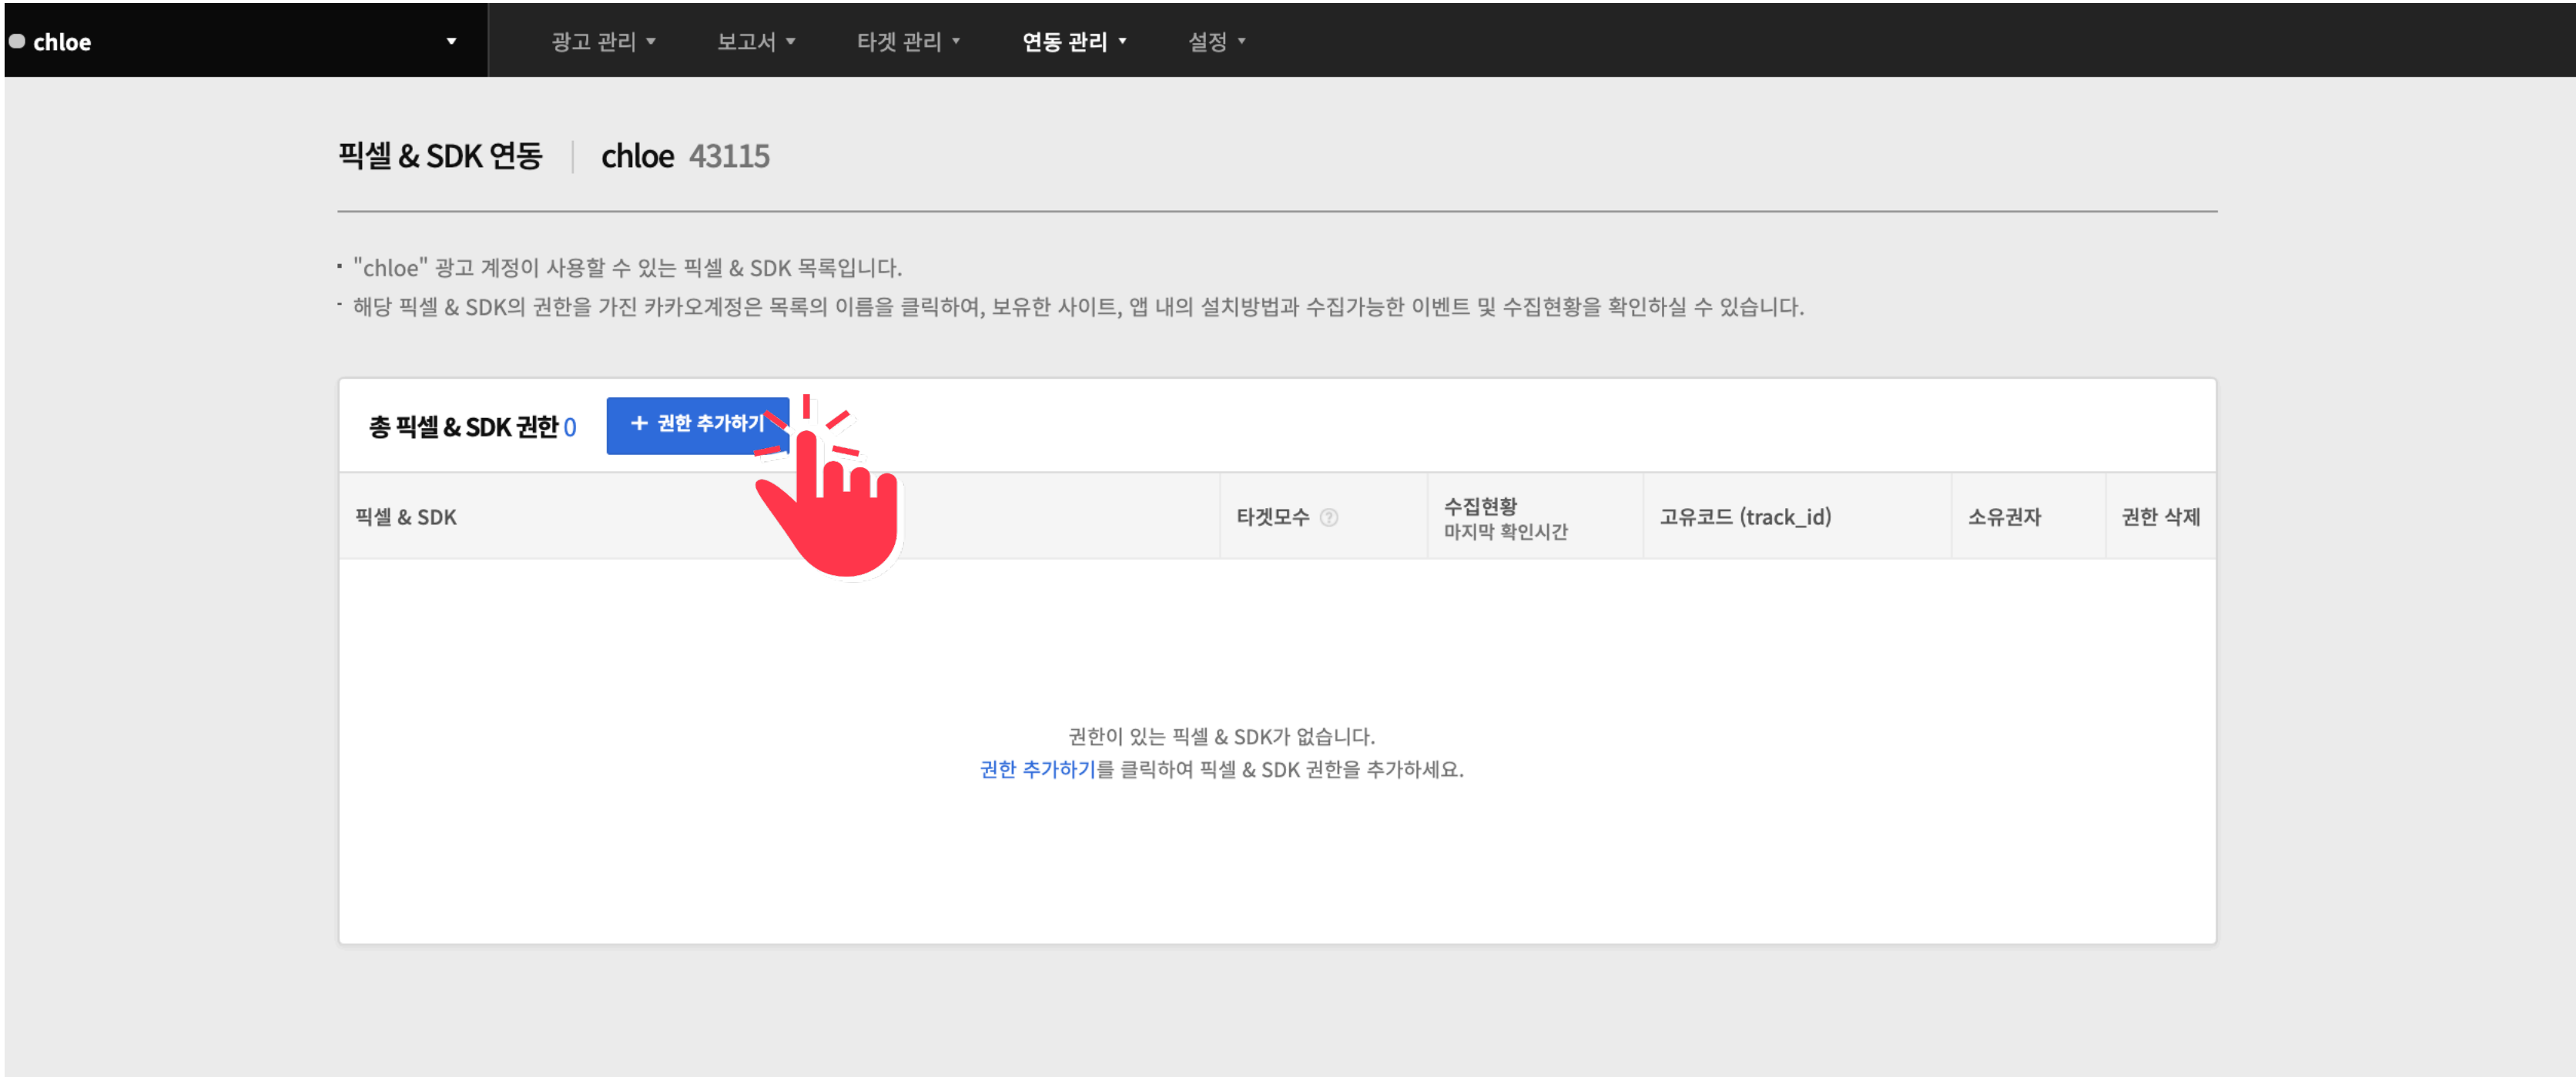 chloe
광고 관리 보고서 타겟 관리 연동 관리 설정
픽셀 & SDK 연동 chloe 43115
"chloe" 광고 계정이 사용할 수 있는 픽셀 & SDK 목록입니다.
해당 픽셀 & SDK의 권한을 가진 카카오계정은 목록의 이름을 클릭하여, 보유한 사이트, 앱 내의 설치방법과 수집가능한 이벤트 및 수집현황을 확인하실 수 있습니다.
총 픽셀 & SDK 권한 0 + 권한 추가하기
픽셀 & SDK
타겟모수 ?
수집현황
마지막 확인시간
고유코드 (track_id)
소유권자
권한 삭제
권한이 있는 픽셀 & SDK가 없습니다.
권한 추가하기를 클릭하여 픽셀 & SDK 권한을 추가하세요.